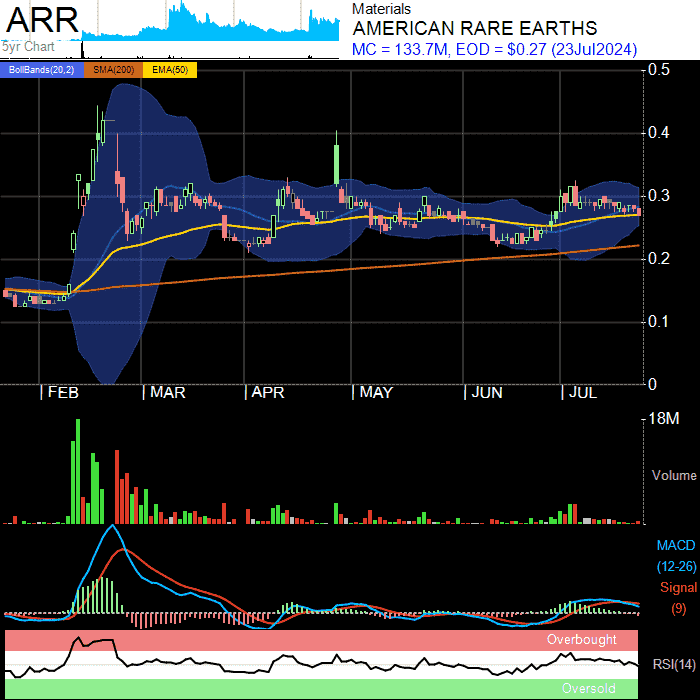 ARR
5yr Chart
Materials
AMERICAN RARE EARTHS
MC = 133.7M, EOD = $0.27 (23Jul2024)
BollBands(20,2) SMA(200) EMA(50)
0.5
0.4
0.3
0.2
0.1
0
FEB MAR APR MAY JUN JUL
18M
Volume
MACD
(12-26)
Signal
(9)
Overbought
RSI(14)
Oversold